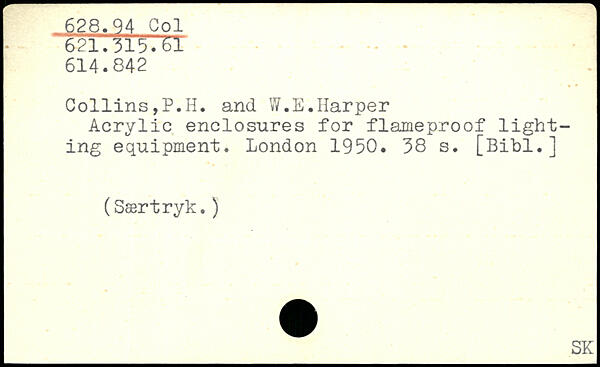 628.94 Col
621.315.61
614.842
Collins,P.H. and W.E.Harper
Acrylic enclosures for flameproof light-
ing equipment. London 1950. 38 s. [Bibl.]
(Særtryk.)
SK